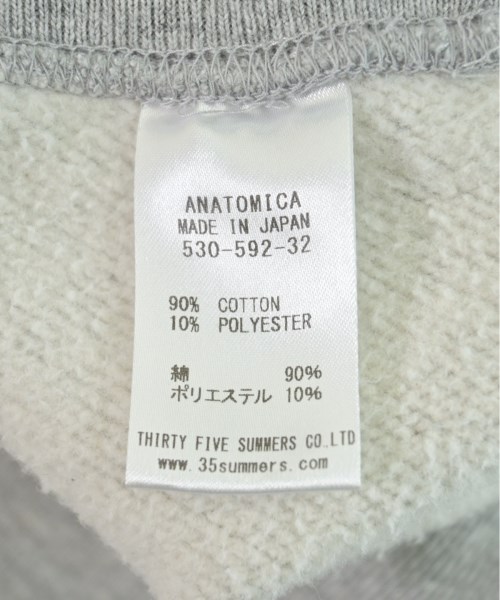 ANATOMICA
MADE IN JAPAN
530-592-32
90% COTTON
10% POLYESTER
綿 90%
ポリエステル 10%
THIRTY FIVE SUMMERS CO.LTD
www.35summers.com